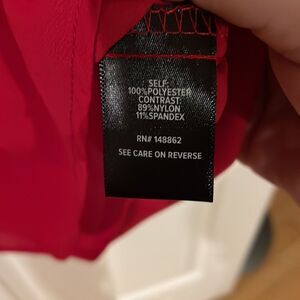 SELF:
100%POLYESTER
CONTRAST:
89%NYLON
11%SPANDEX
RN# 148862
SEE CARE ON REVERSE